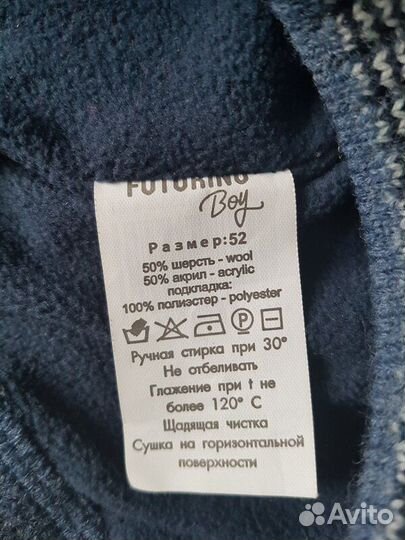 FUTURINO
Boy
Размер:52
50% шерсть - wool
50% акрил - acrylic
подкладка:
100% полиэстер - polyester
P
Ручная стирка при 30°
Не отбеливать
Глажение при t не
более 120° C
Щадящая чистка
Сушка на горизонтальной
поверхности
Avito